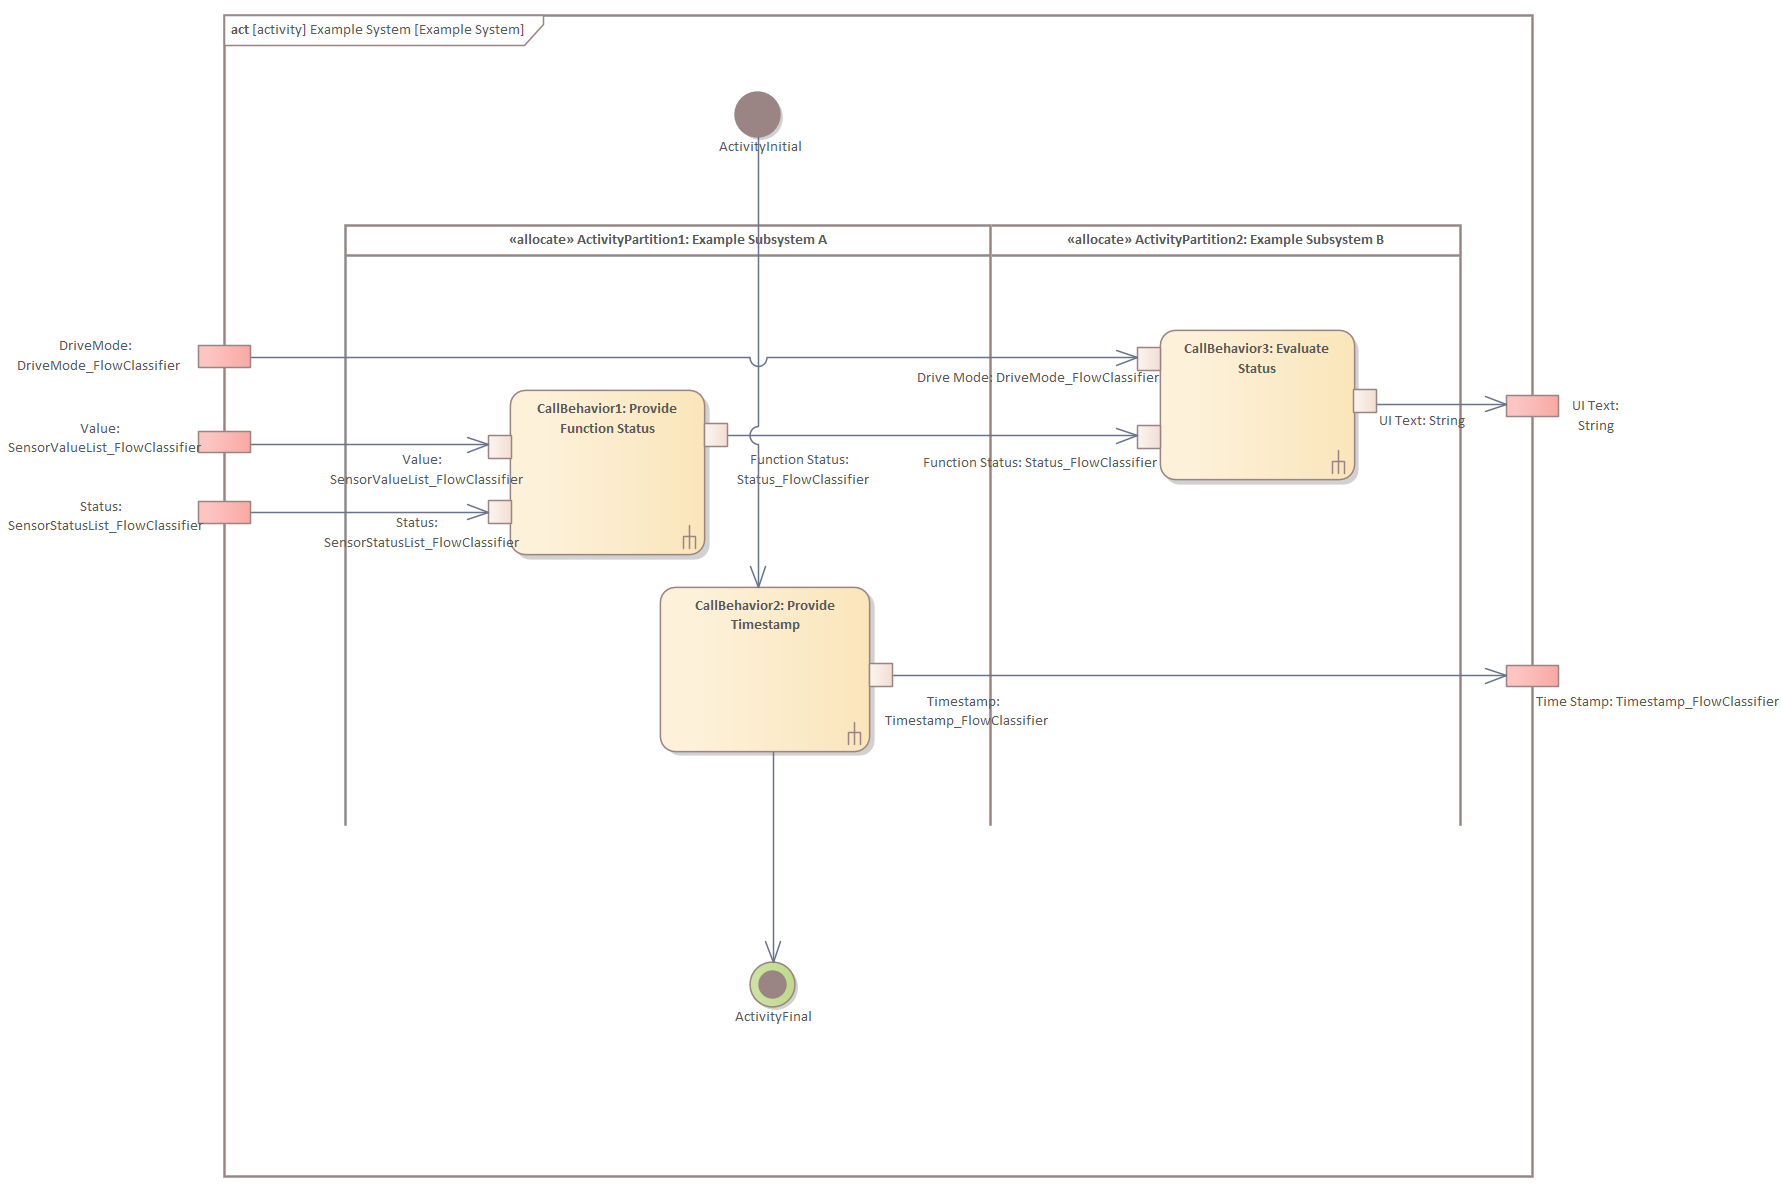 act [activity] Example System [Example System]
ActivityInitial
«allocate» ActivityPartition1: Example Subsystem A
«allocate» ActivityPartition2: Example Subsystem B
DriveMode:
DriveMode_FlowClassifier
Value:
SensorValueList_FlowClassifier
Status:
SensorStatusList_FlowClassifier
Value:
SensorValueList_FlowClassifier
Status:
SensorStatusList_FlowClassifier
CallBehavior1: Provide
Function Status
Function Status:
Status_FlowClassifier
Drive Mode: DriveMode_FlowClassifier
Function Status: Status_FlowClassifier
CallBehavior3: Evaluate
Status
UI Text: String
UI Text:
String
CallBehavior2: Provide
Timestamp
Timestamp:
Timestamp_FlowClassifier
Time Stamp: Timestamp_FlowClassifier
ActivityFinal